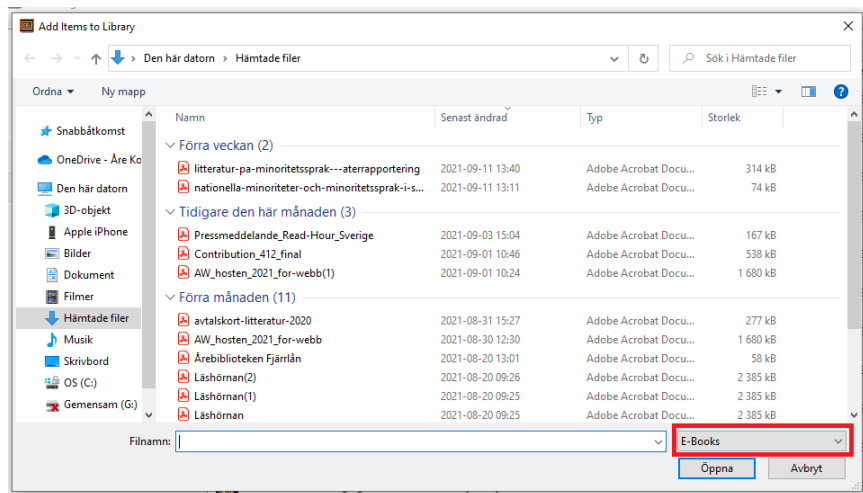 Add Items to Library
Den här datorn › Hämtade filer
Sök i Hämtade filer
Ordna Ny mapp
Namn Senast ändrad Typ Storlek
Snabbåtkomst
OneDrive - Åre Ko
Den här datorn
3D-objekt
Apple iPhone
Bilder
Dokument
Filmer
Hämtade filer
Musik
Skrivbord
OS (C:)
Gemensam (G:)
Förra veckan (2)
litteratur-pa-minoritetssprak---aterrapportering 2021-09-11 13:40 Adobe Acrobat Docu... 314 kB
nationella-minoriteter-och-minoritetssprak-i-s... 2021-09-11 13:11 Adobe Acrobat Docu... 74 kB
Tidigare den här månaden (3)
Pressmeddelande_Read-Hour_Sverige 2021-09-03 15:04 Adobe Acrobat Docu... 167 kB
Contribution_412_final 2021-09-01 10:46 Adobe Acrobat Docu... 538 kB
AW_hosten_2021_for-webb(1) 2021-09-01 10:24 Adobe Acrobat Docu... 1 680 kB
Förra månaden (11)
avtalskort-litteratur-2020 2021-08-31 15:27 Adobe Acrobat Docu... 277 kB
AW_hosten_2021_for-webb 2021-08-30 12:30 Adobe Acrobat Docu... 1 680 kB
Årebiblioteken Fjärrlån 2021-08-20 13:01 Adobe Acrobat Docu... 58 kB
Läshörnan(2) 2021-08-20 09:26 Adobe Acrobat Docu... 2 385 kB
Läshörnan(1) 2021-08-20 09:25 Adobe Acrobat Docu... 2 385 kB
Läshörnan 2021-08-20 09:25 Adobe Acrobat Docu... 2 385 kB
Filnamn: E-Books
Öppna Avbryt